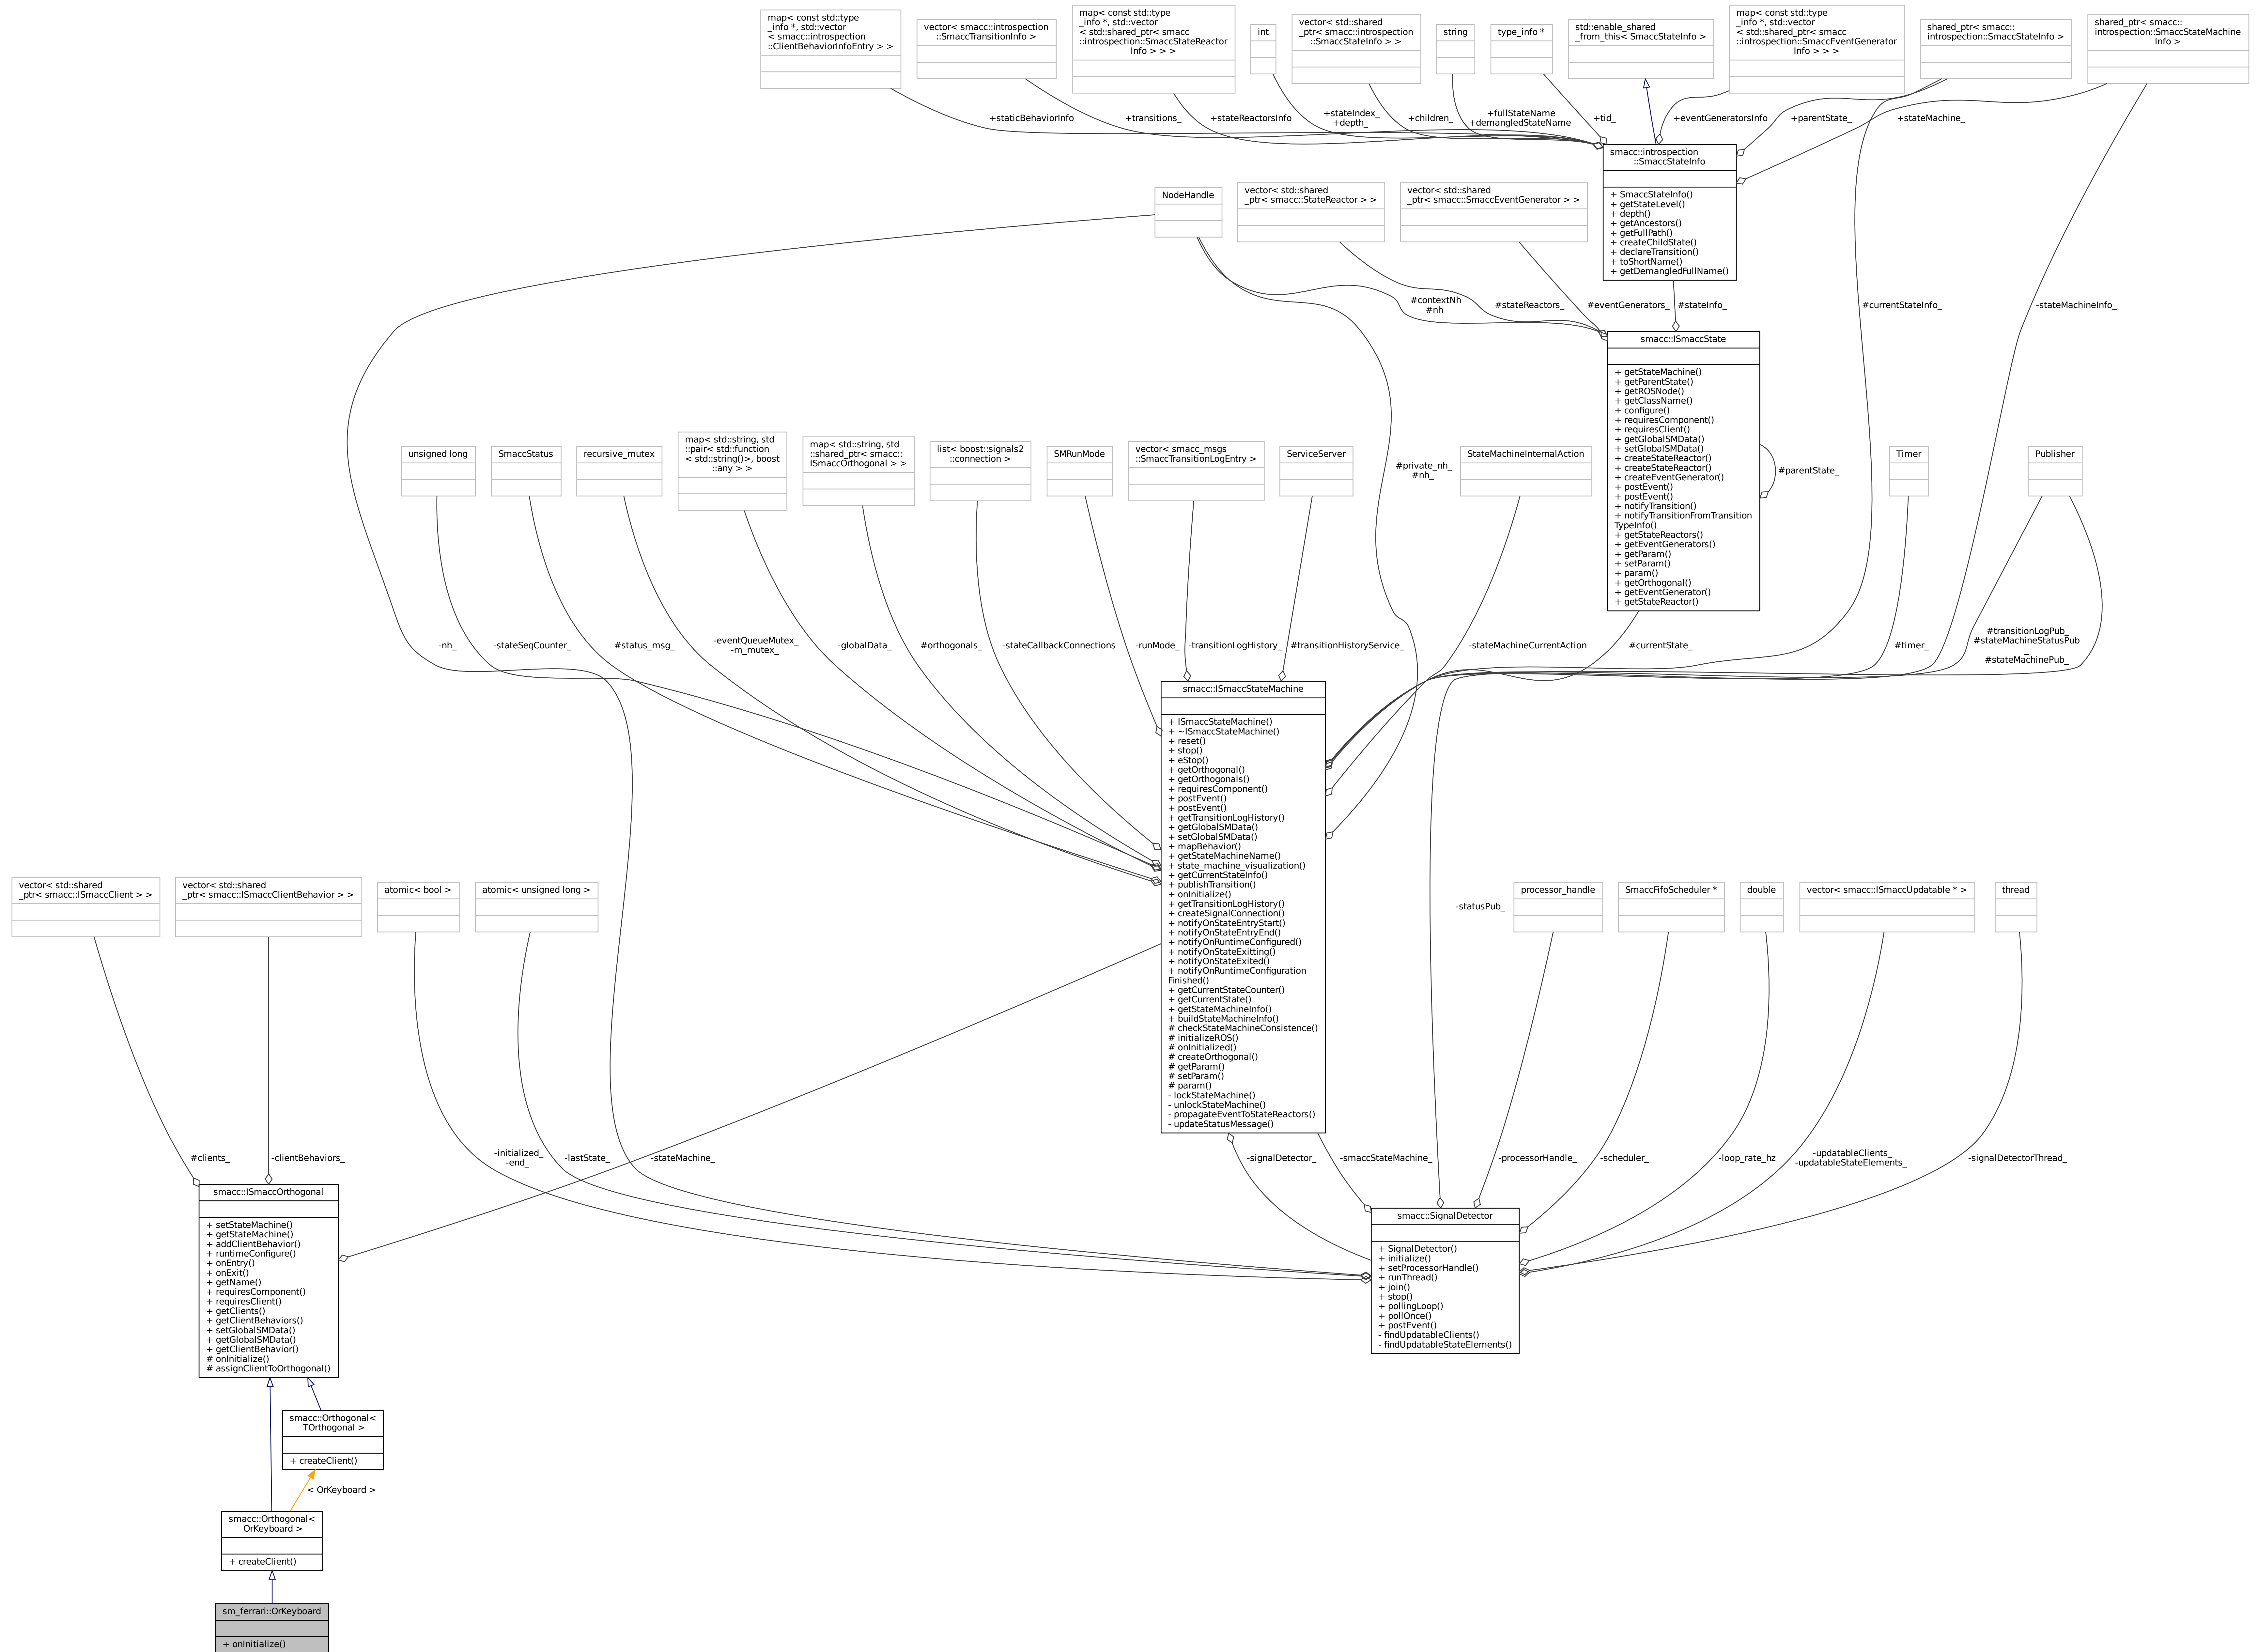 map< const std::type
_info *, std::vector
< smacc::introspection
::ClientBehaviorInfoEntry > >
vector< smacc::introspection
::SmaccTransitionInfo >
map< const std::type
_info *, std::vector
< std::shared_ptr< smacc
::introspection::SmaccStateReactor
Info > > >
int
vector< std::shared
_ptr< smacc::introspection
::SmaccStateInfo > >
string
type_info *
std::enable_shared
_from_this< SmaccStateInfo >
map< const std::type
_info *, std::vector
< std::shared_ptr< smacc
::introspection::SmaccEventGenerator
Info > > >
shared_ptr< smacc::
introspection::SmaccStateInfo >
shared_ptr< smacc::
introspection::SmaccStateMachine
Info >
+staticBehaviorInfo
+transitions_
+stateReactorsInfo
+stateIndex_
+depth_
+children_
+fullStateName
+demangledStateName
+tid_
+eventGeneratorsInfo
+parentState_
+stateMachine_
smacc::introspection
::SmaccStateInfo
+ SmaccStateInfo()
+ getStateLevel()
+ depth()
+ getAncestors()
+ getFullPath()
+ createChildState()
+ declareTransition()
+ toShortName()
+ getDemangledFullName()
NodeHandle
vector< std::shared
_ptr< smacc::StateReactor > >
vector< std::shared
_ptr< smacc::SmaccEventGenerator > >
#contextNh
#nh
#stateReactors_
#eventGenerators_
#stateInfo_
#currentStateInfo_
-stateMachineInfo_
smacc::ISmaccState
+ getStateMachine()
+ getParentState()
+ getROSNode()
+ getClassName()
+ configure()
+ requiresComponent()
+ requiresClient()
+ getGlobalSMData()
+ setGlobalSMData()
+ createStateReactor()
+ createStateReactor()
+ createEventGenerator()
+ postEvent()
+ postEvent()
+ notifyTransition()
+ notifyTransitionFromTransition
TypeInfo()
+ getStateReactors()
+ getEventGenerators()
+ getParam()
+ setParam()
+ param()
+ getOrthogonal()
+ getEventGenerator()
+ getStateReactor()
#parentState_
unsigned long
SmaccStatus
recursive_mutex
map< std::string, std
::pair< std::function
< std::string()>, boost
::any > >
map< std::string, std
::shared_ptr< smacc::
ISmaccOrthogonal > >
list< boost::signals2
::connection >
SMRunMode
vector< smacc_msgs
::SmaccTransitionLogEntry >
ServiceServer
#private_nh_
#nh_
StateMachineInternalAction
Timer
Publisher
-nh_
-stateSeqCounter_
#status_msg_
-eventQueueMutex_
-m_mutex_
-globalData_
#orthogonals_
-stateCallbackConnections
-runMode_
-transitionLogHistory_
#transitionHistoryService_
-stateMachineCurrentAction
#currentState_
#timer_
#transitionLogPub_
#stateMachineStatusPub
_
#stateMachinePub_
smacc::ISmaccStateMachine
+ ISmaccStateMachine()
+ ~ISmaccStateMachine()
+ reset()
+ stop()
+ eStop()
+ getOrthogonal()
+ getOrthogonals()
+ requiresComponent()
+ postEvent()
+ postEvent()
+ getTransitionLogHistory()
+ getGlobalSMData()
+ setGlobalSMData()
+ mapBehavior()
+ getStateMachineName()
+ state_machine_visualization()
+ getCurrentStateInfo()
+ publishTransition()
+ onInitialize()
+ getTransitionLogHistory()
+ createSignalConnection()
+ notifyOnStateEntryStart()
+ notifyOnStateEntryEnd()
+ notifyOnRuntimeConfigured()
+ notifyOnStateExitting()
+ notifyOnStateExited()
+ notifyOnRuntimeConfiguration
Finished()
+ getCurrentStateCounter()
+ getCurrentState()
+ getStateMachineInfo()
+ buildStateMachineInfo()
# checkStateMachineConsistence()
# initializeROS()
# onInitialized()
# createOrthogonal()
# getParam()
# setParam()
# param()
- lockStateMachine()
- unlockStateMachine()
- propagateEventToStateReactors()
- updateStatusMessage()
vector< std::shared
_ptr< smacc::ISmaccClient > >
vector< std::shared
_ptr< smacc::ISmaccClientBehavior > >
atomic< bool >
atomic< unsigned long >
-statusPub_
processor_handle
SmaccFifoScheduler *
double
vector< smacc::ISmaccUpdatable * >
thread
#clients_
-clientBehaviors_
-initialized_
-end_
-lastState_
-stateMachine_
-signalDetector_
-smaccStateMachine_
-processorHandle_
-scheduler_
-loop_rate_hz
-updatableClients_
-updatableStateElements_
-signalDetectorThread_
smacc::ISmaccOrthogonal
+ setStateMachine()
+ getStateMachine()
+ addClientBehavior()
+ runtimeConfigure()
+ onEntry()
+ onExit()
+ getName()
+ requiresComponent()
+ requiresClient()
+ getClients()
+ getClientBehaviors()
+ setGlobalSMData()
+ getGlobalSMData()
+ getClientBehavior()
# onInitialize()
# assignClientToOrthogonal()
smacc::SignalDetector
+ SignalDetector()
+ initialize()
+ setProcessorHandle()
+ runThread()
+ join()
+ stop()
+ pollingLoop()
+ pollOnce()
+ postEvent()
- findUpdatableClients()
- findUpdatableStateElements()
smacc::Orthogonal<
TOrthogonal >
+ createClient()
< OrKeyboard >
smacc::Orthogonal<
OrKeyboard >
+ createClient()
sm_ferrari::OrKeyboard
+ onInitialize()